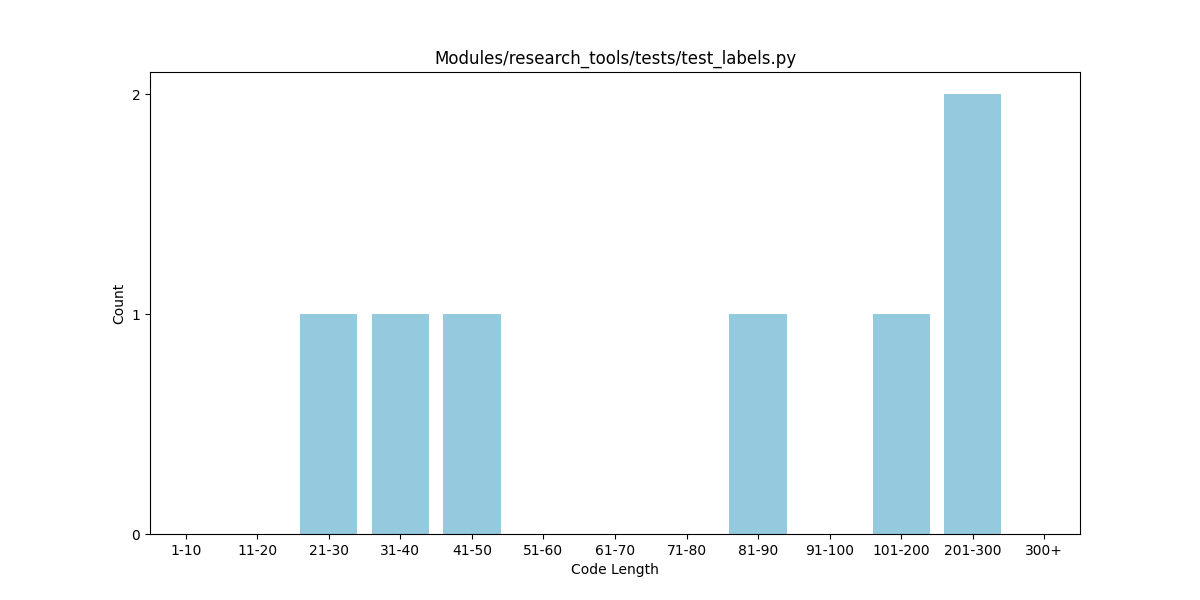 Modules/research_tools/tests/test_labels.py
Count
2
1
0
1-10 11-20 21-30 31-40 41-50 51-60 61-70 71-80 81-90 91-100 101-200 201-300 300+
Code Length